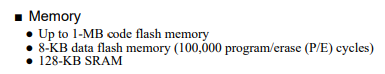 ■ Memory
● Up to 1-MB code flash memory
● 8-KB data flash memory (100,000 program/erase (P/E) cycles)
● 128-KB SRAM